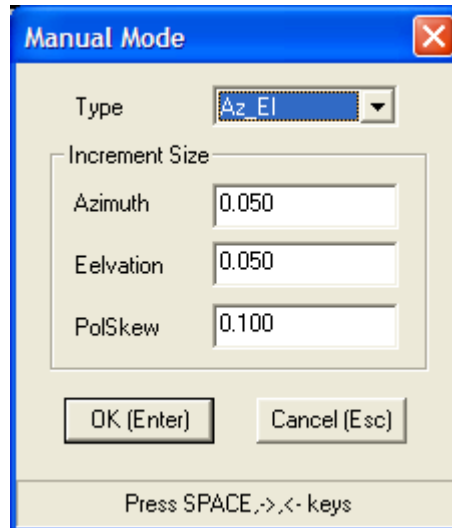 Manual Mode
Type Az_El
Increment Size
Azimuth 0.050
Eelvation 0.050
PolSkew 0.100
OK (Enter) Cancel (Esc)
Press SPACE,->,<- keys